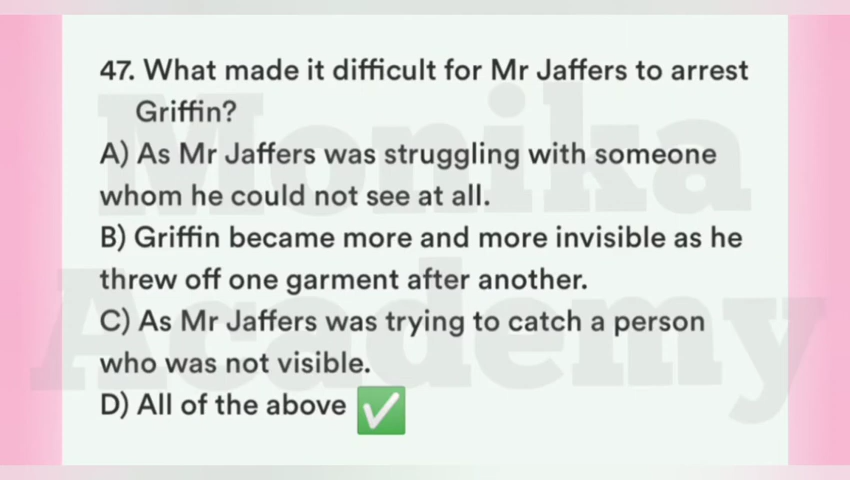 47. What made it difficult for Mr Jaffers to arrest
Griffin?
A) As Mr Jaffers was struggling with someone
whom he could not see at all.
B) Griffin became more and more invisible as he
threw off one garment after another.
C) As Mr Jaffers was trying to catch a person
who was not visible.
D) All of the above ✅
Monika
Academy